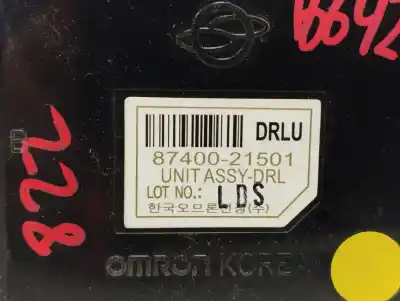 B642
822
B
DRLU
87400-21501
UNIT ASSY-DRL
LOT NO.: LDS
한국오므론전장(주)
OMRON KOREA